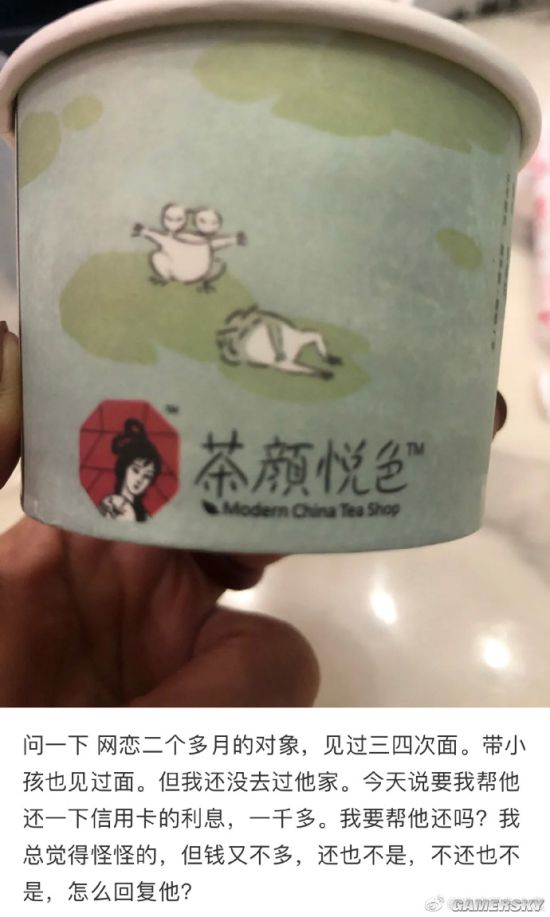 茶颜悦色™
Modern China Tea Shop
问一下 网恋二个多月的对象，见过三四次面。带小
孩也见过面。但我还没去过他家。今天说要我帮他
还一下信用卡的利息，一千多。我要帮他还吗？我
总觉得怪怪的，但钱又不多，还也不是，不还也不
是，怎么回复他？
GAMERSKY